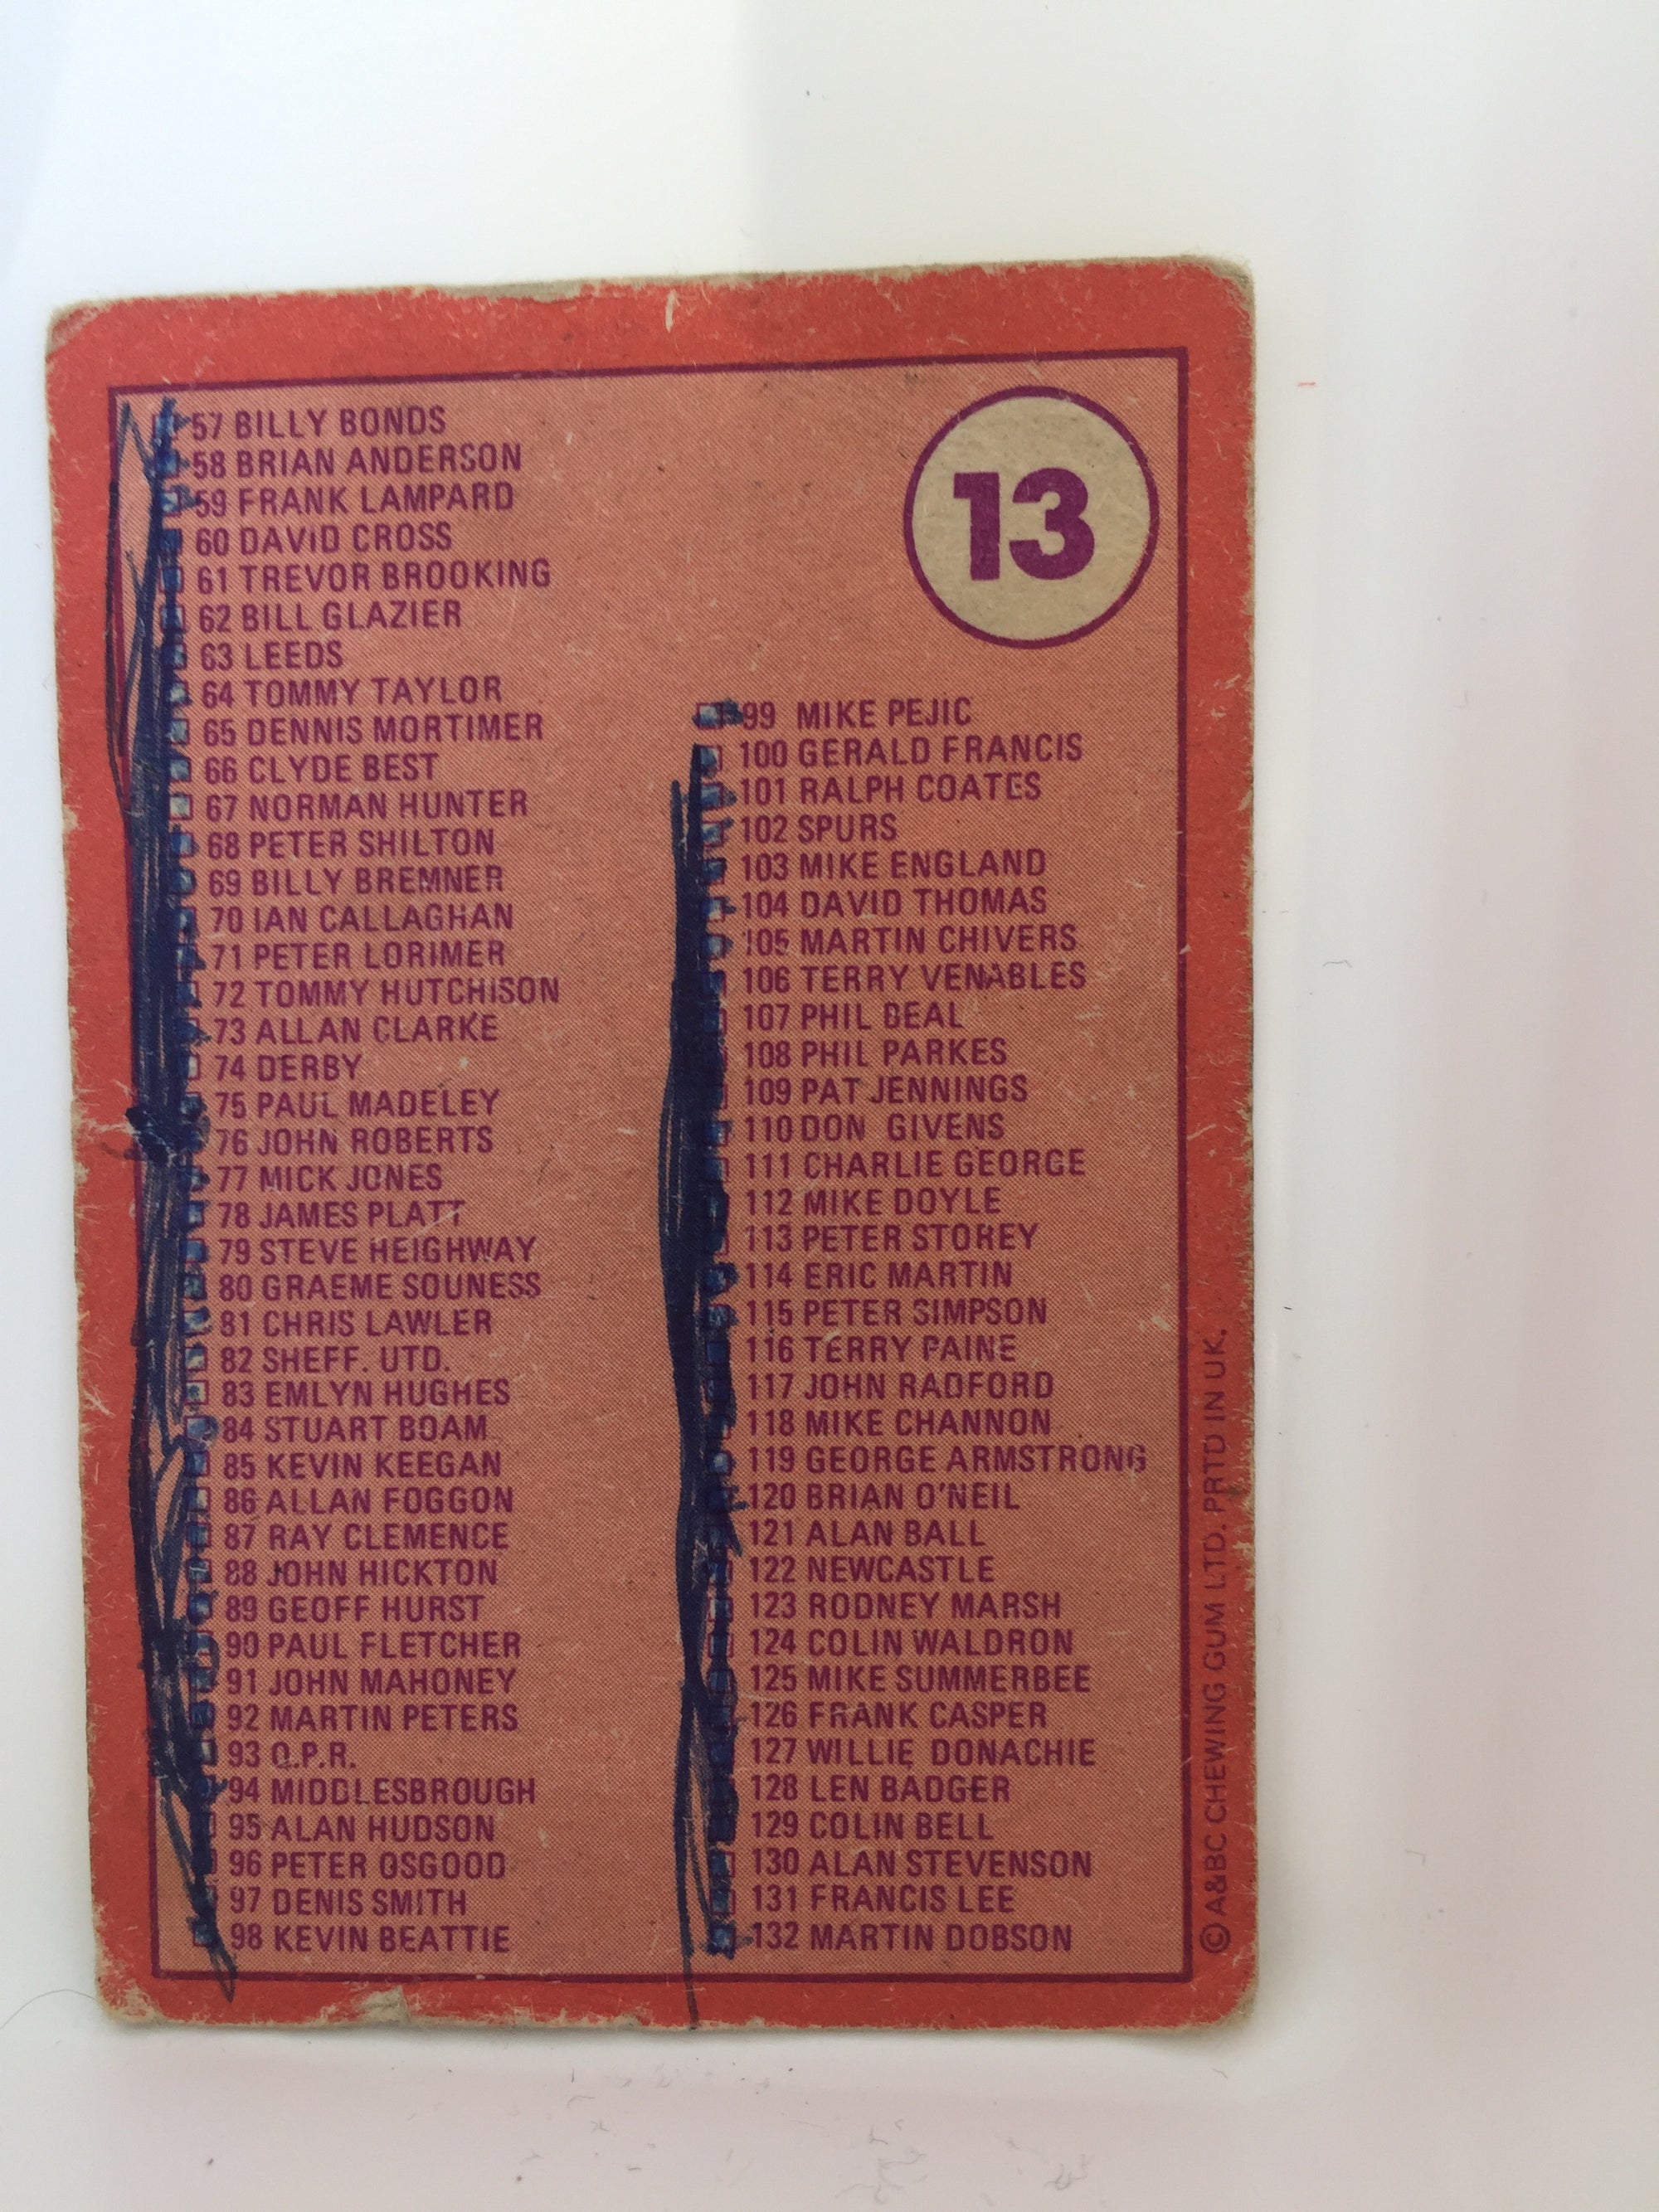 57 BILLY BONDS
58 BRIAN ANDERSON
59 FRANK LAMPARD
60 DAVID CROSS
61 TREVOR BROOKING
62 BILL GLAZIER
63 LEEDS
64 TOMMY TAYLOR
65 DENNIS MORTIMER
66 CLYDE BEST
67 NORMAN HUNTER
68 PETER SHILTON
69 BILLY BREMNER
70 IAN CALLAGHAN
71 PETER LORIMER
72 TOMMY HUTCHISON
73 ALLAN CLARKE
74 DERBY
75 PAUL MADELEY
76 JOHN ROBERTS
77 MICK JONES
78 JAMES PLATT
79 STEVE HEIGHWAY
80 GRAEME SOUNESS
81 CHRIS LAWLER
82 SHEFF. UTD.
83 EMLYN HUGHES
84 STUART BOAM
85 KEVIN KEEGAN
86 ALLAN FOGGON
87 RAY CLEMENCE
88 JOHN HICKTON
89 GEOFF HURST
90 PAUL FLETCHER
91 JOHN MAHONEY
92 MARTIN PETERS
93 Q.P.R.
94 MIDDLESBROUGH
95 ALAN HUDSON
96 PETER OSGOOD
97 DENIS SMITH
98 KEVIN BEATTIE
13
99 MIKE PEJIC
100 GERALD FRANCIS
101 RALPH COATES
102 SPURS
103 MIKE ENGLAND
104 DAVID THOMAS
105 MARTIN CHIVERS
106 TERRY VENABLES
107 PHIL BEAL
108 PHIL PARKES
109 PAT JENNINGS
110 DON GIVENS
111 CHARLIE GEORGE
112 MIKE DOYLE
113 PETER STOREY
114 ERIC MARTIN
115 PETER SIMPSON
116 TERRY PAINE
117 JOHN RADFORD
118 MIKE CHANNON
119 GEORGE ARMSTRONG
120 BRIAN O'NEIL
121 ALAN BALL
122 NEWCASTLE
123 RODNEY MARSH
124 COLIN WALDRON
125 MIKE SUMMERBEE
126 FRANK CASPER
127 WILLIE DONACHIE
128 LEN BADGER
129 COLIN BELL
130 ALAN STEVENSON
131 FRANCIS LEE
132 MARTIN DOBSON
© A&BC CHEWING GUM LTD. PRTD IN UK.